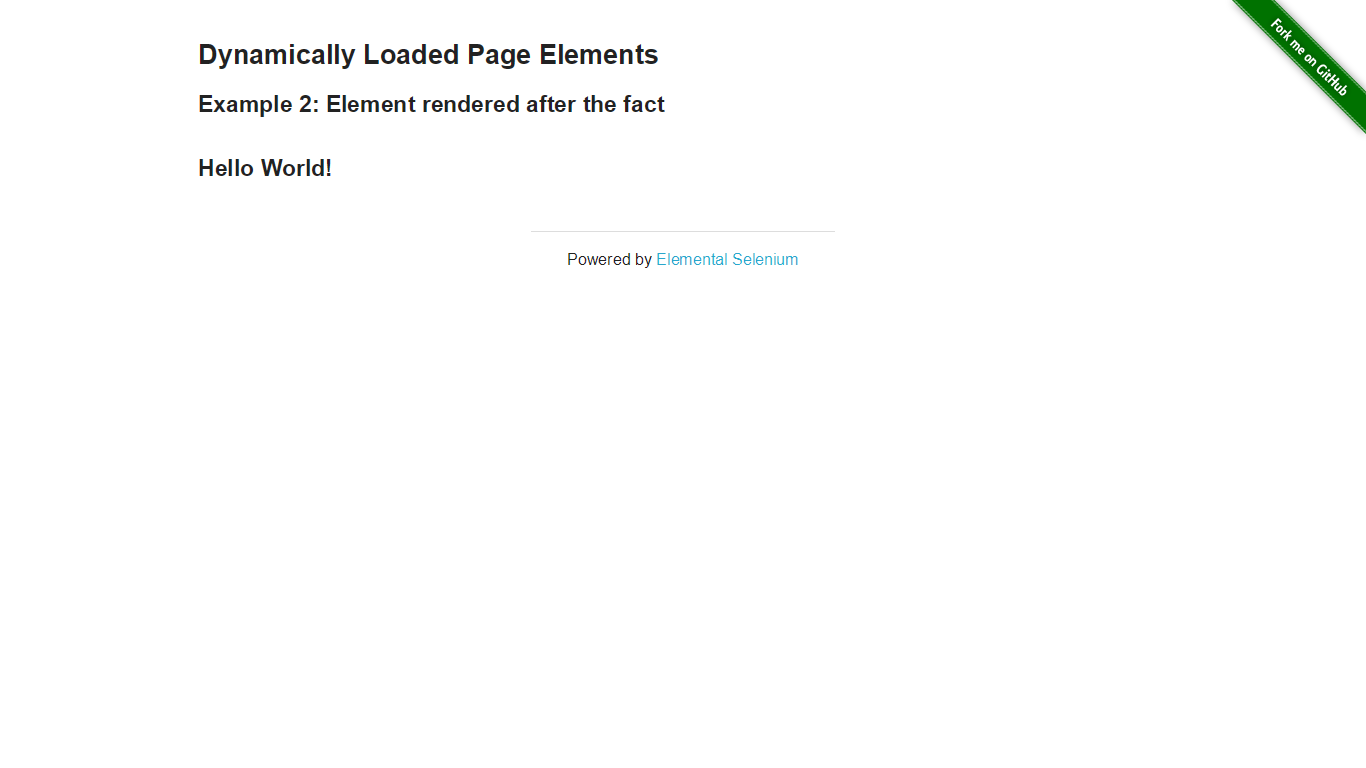 Dynamically Loaded Page Elements
Example 2: Element rendered after the fact
Hello World!
Powered by Elemental Selenium
Fork me on GitHub